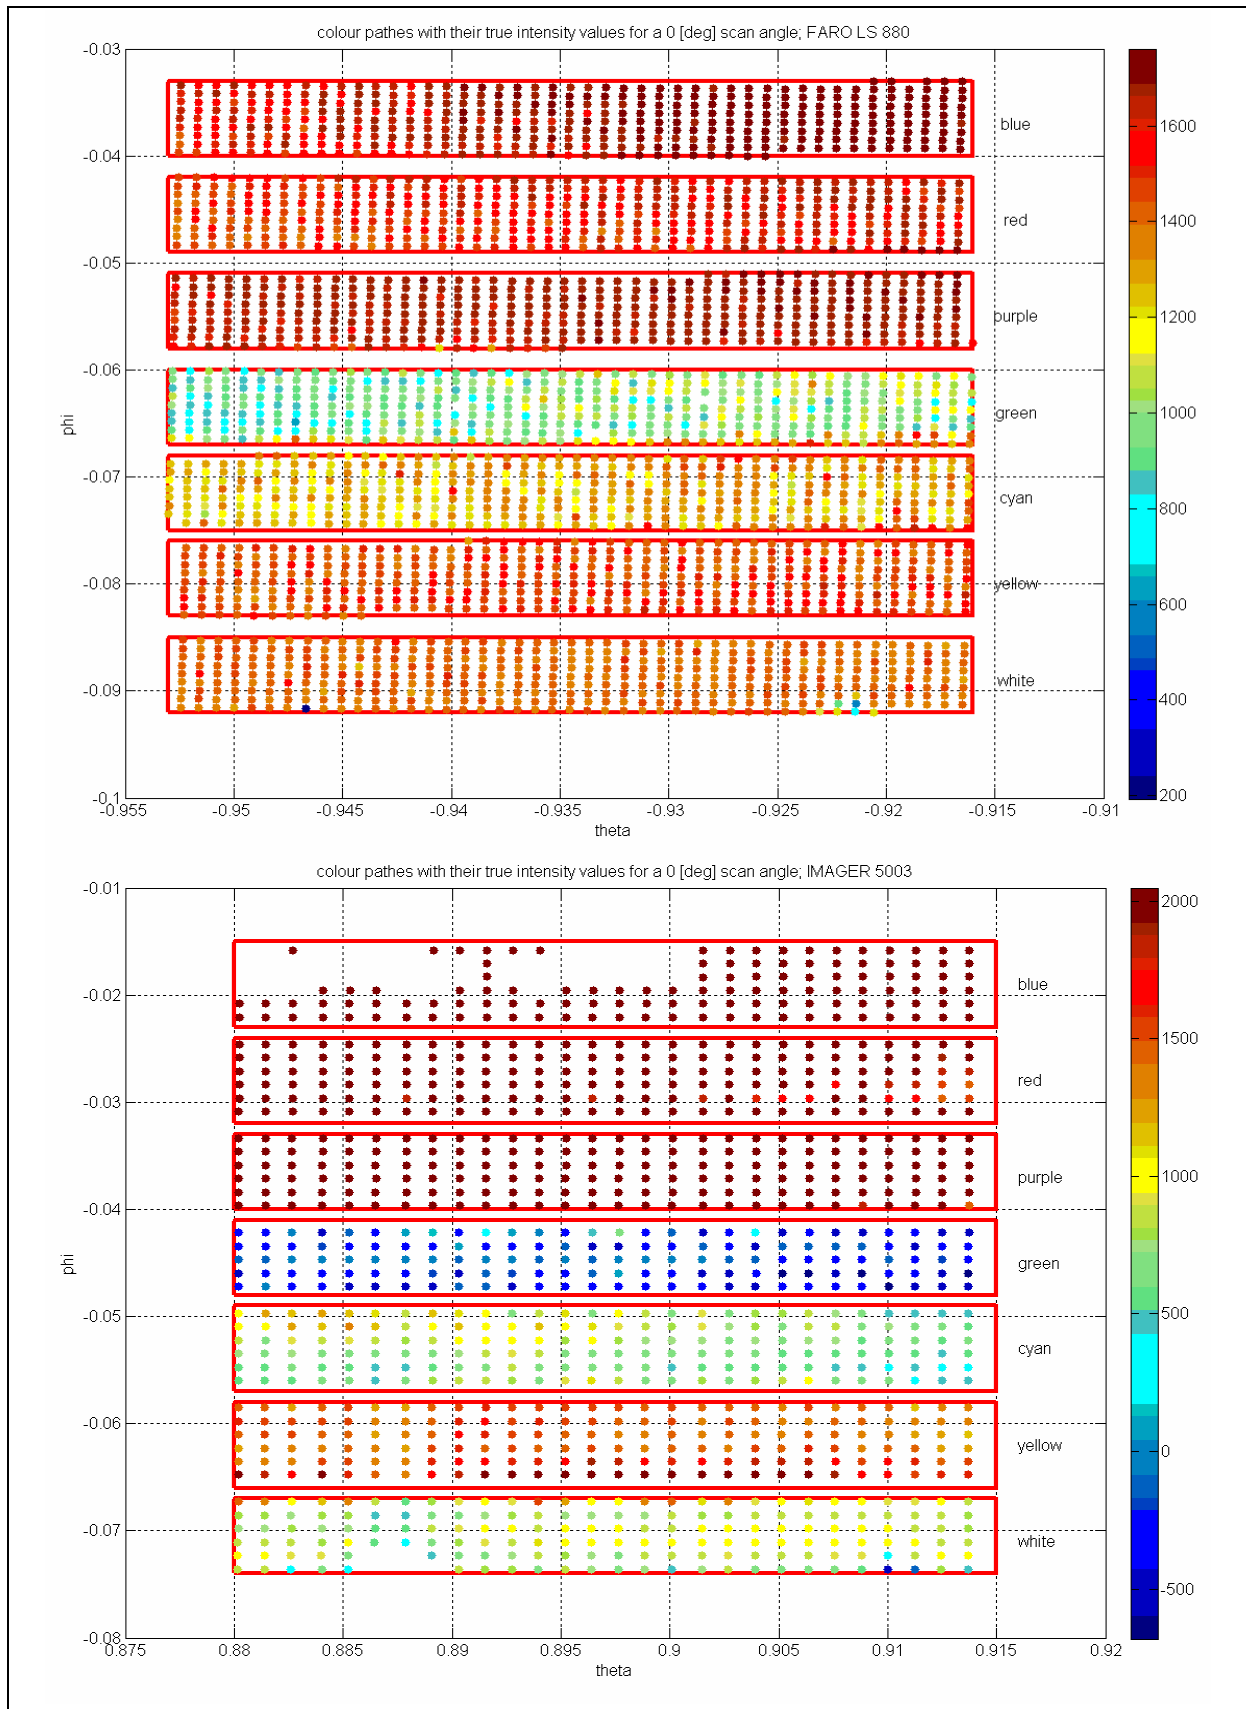 colour pathes with their true intensity values for a 0 [deg] scan angle; FARO LS 880
-0.03
-0.04
-0.05
-0.06
-0.07
-0.08
-0.09
-0.1
phi
blue
red
purple
green
cyan
yellow
white
1600
1400
1200
1000
800
600
400
200
-0.955
-0.95
-0.945
-0.94
-0.935
-0.93
-0.925
-0.92
-0.915
-0.91
theta
colour pathes with their true intensity values for a 0 [deg] scan angle; IMAGER 5003
-0.01
-0.02
-0.03
-0.04
-0.05
-0.06
-0.07
-0.08
phi
blue
red
purple
green
cyan
yellow
white
2000
1500
1000
500
0
-500
0.875
0.88
0.885
0.89
0.895
0.9
0.905
0.91
0.915
0.92
theta